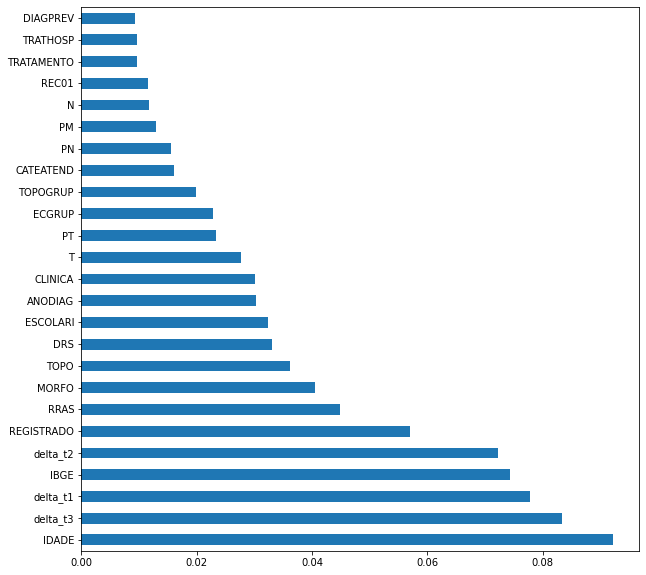 DIAGPREV
TRATHOSP
TRATAMENTO
REC01
N
PM
PN
CATEATEND
TOPOGRUP
ECGRUP
PT
T
CLINICA
ANODIAG
ESCOLARI
DRS
TOPO
MORFO
RRAS
REGISTRADO
delta_t2
IBGE
delta_t1
delta_t3
IDADE
0.00 0.02 0.04 0.06 0.08